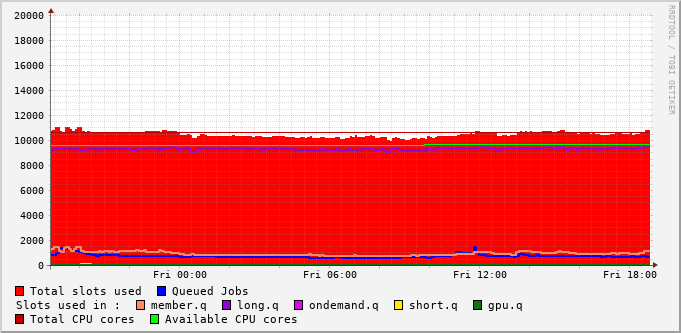 20000
18000
16000
14000
12000
10000
8000
6000
4000
2000
0
Fri 00:00 Fri 06:00 Fri 12:00 Fri 18:00
RRDTOOL / TOBI OETIKER
Total slots used Queued Jobs
Slots used in : member.q long.q ondemand.q short.q gpu.q
Total CPU cores Available CPU cores